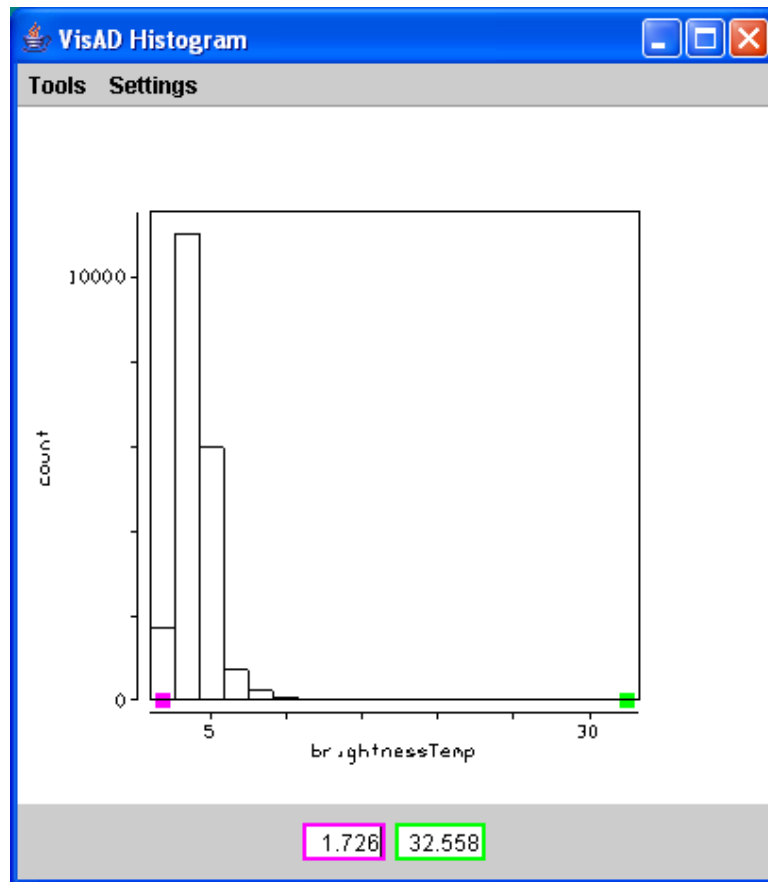 VisAD Histogram
Tools Settings
10000
count
0
5 30
brightnessTemp
1.726 32.558